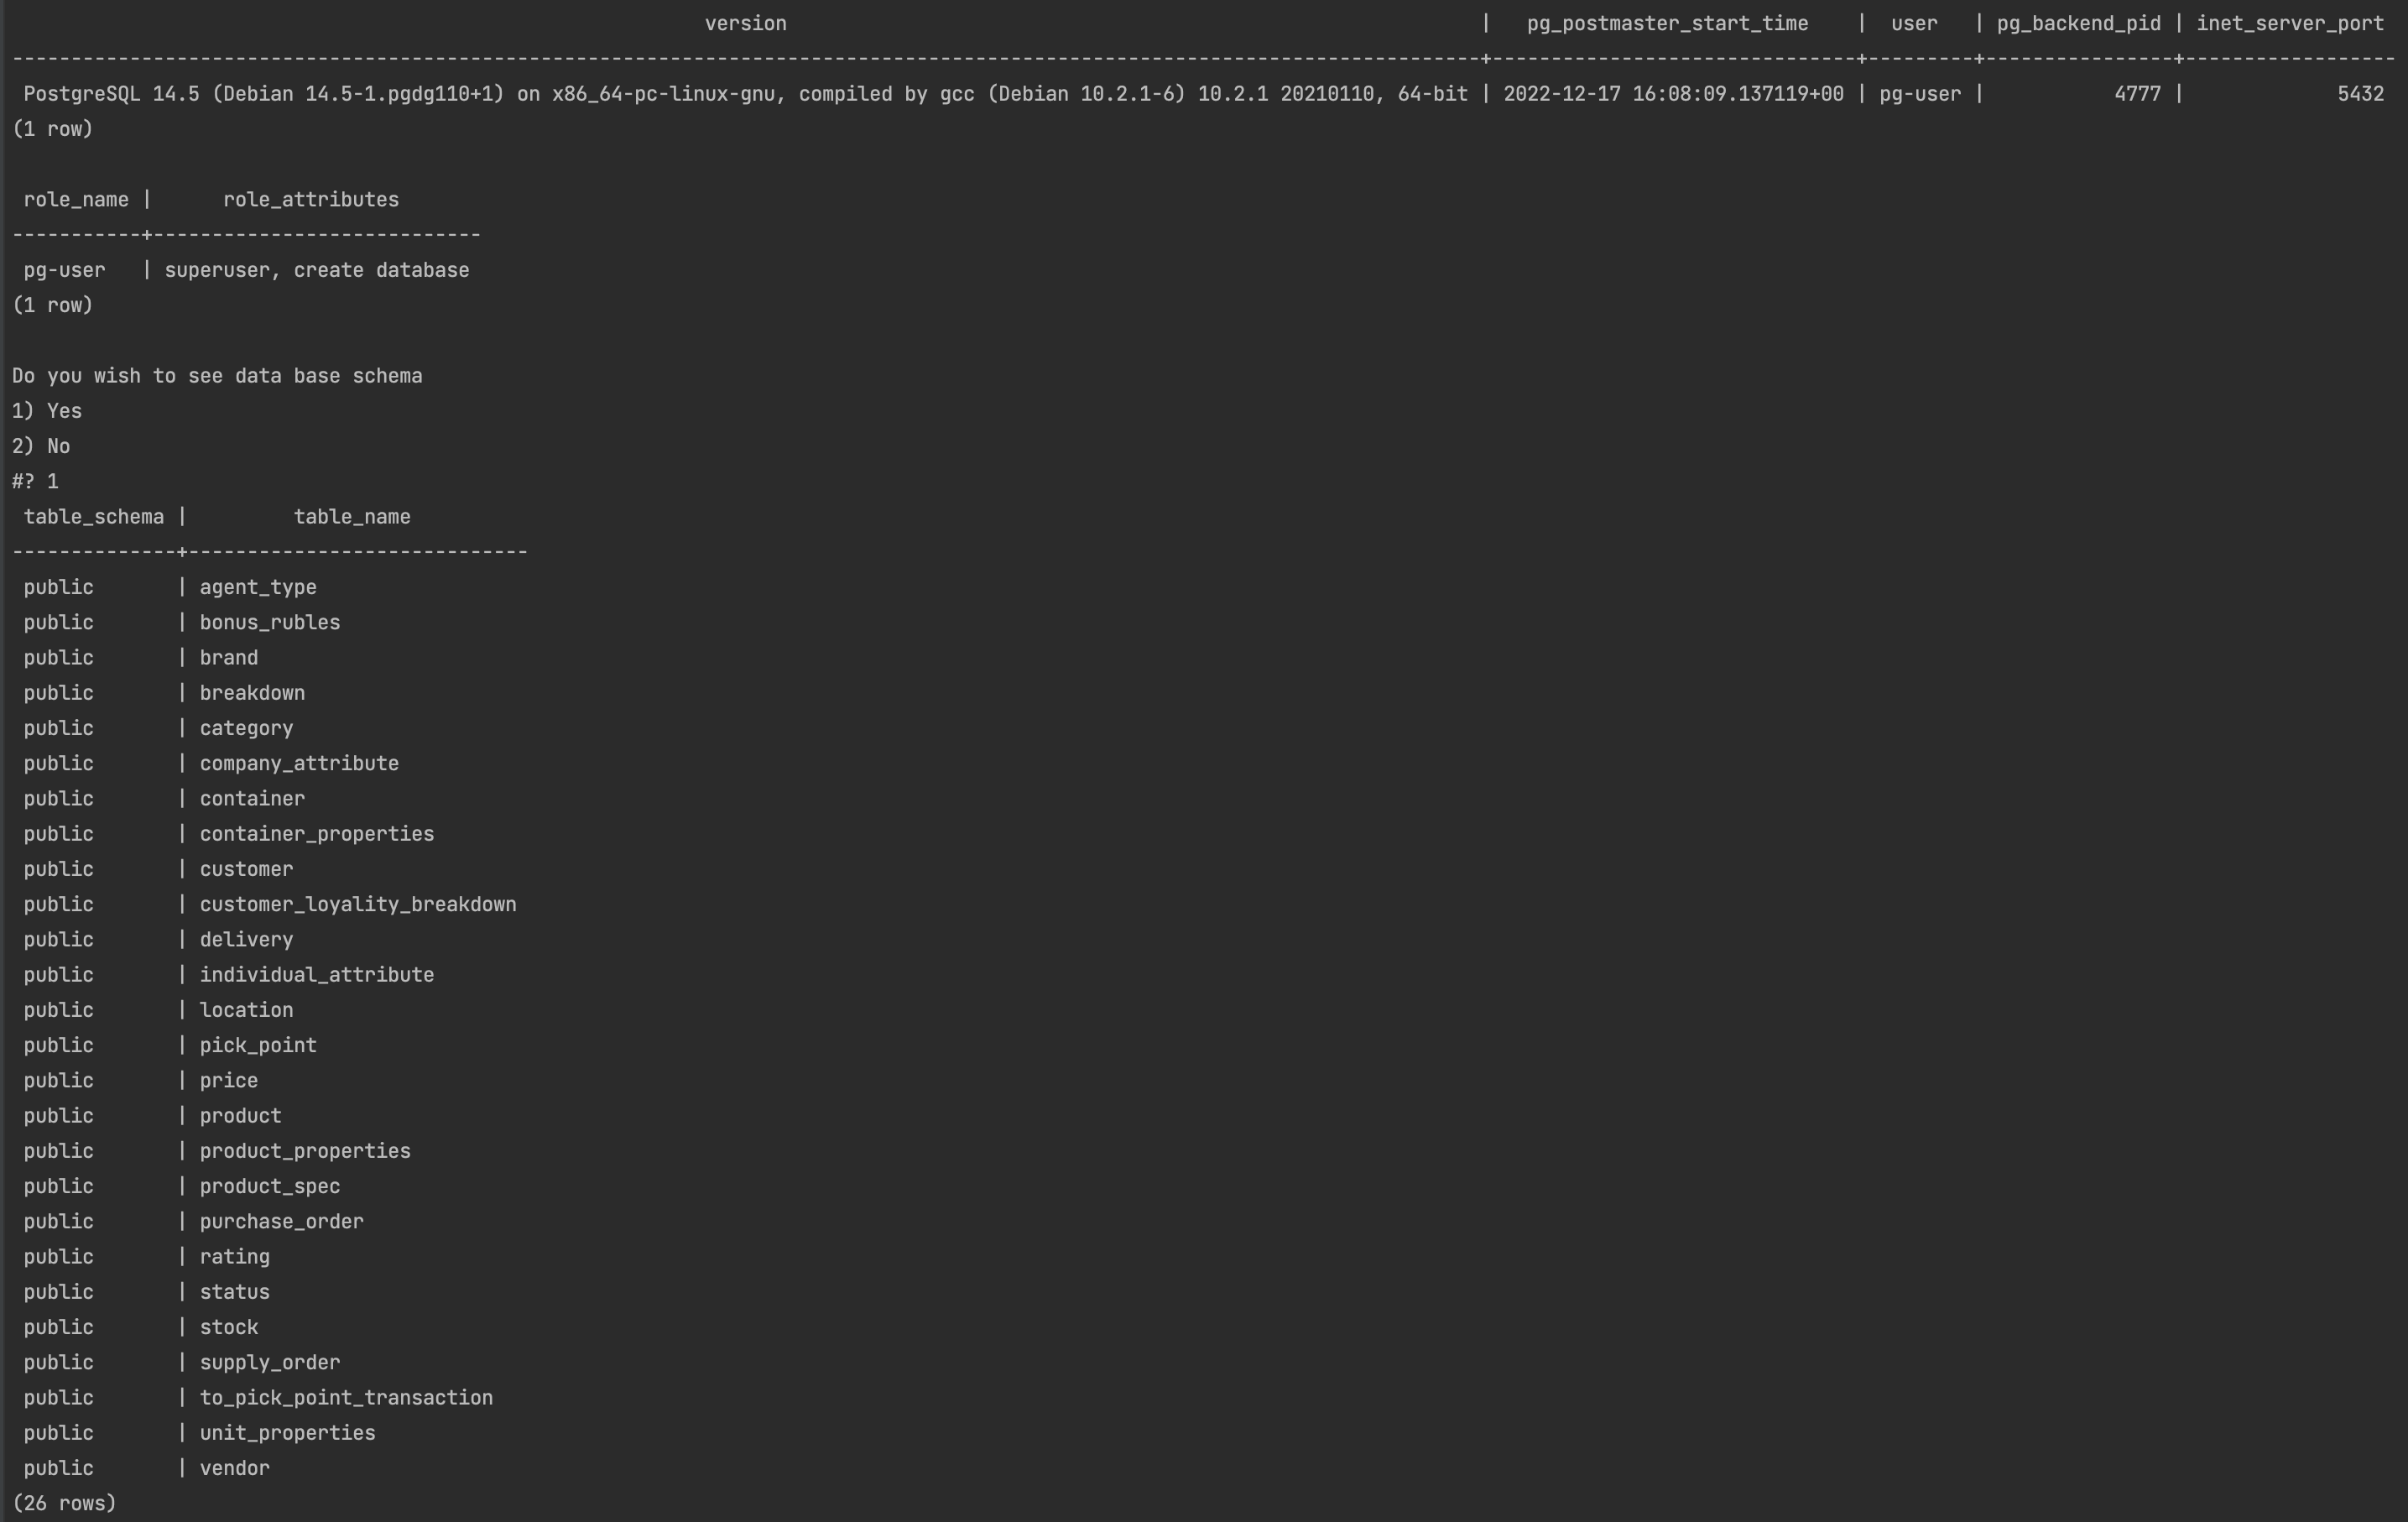 version | pg_postmaster_start_time | user | pg_backend_pid | inet_server_port
-----------------------------------------------------------------------------------------------------------------------------+-------------------------------+---------+----------------+------------------
PostgreSQL 14.5 (Debian 14.5-1.pgdg110+1) on x86_64-pc-linux-gnu, compiled by gcc (Debian 10.2.1-6) 10.2.1 20210110, 64-bit | 2022-12-17 16:08:09.137119+00 | pg-user | 4777 | 5432
(1 row)
role_name | role_attributes
-----------+----------------------------
pg-user | superuser, create database
(1 row)
Do you wish to see data base schema
1) Yes
2) No
#? 1
table_schema | table_name
--------------+-----------------------------
public | agent_type
public | bonus_rubles
public | brand
public | breakdown
public | category
public | company_attribute
public | container
public | container_properties
public | customer
public | customer_loyality_breakdown
public | delivery
public | individual_attribute
public | location
public | pick_point
public | price
public | product
public | product_properties
public | product_spec
public | purchase_order
public | rating
public | status
public | stock
public | supply_order
public | to_pick_point_transaction
public | unit_properties
public | vendor
(26 rows)